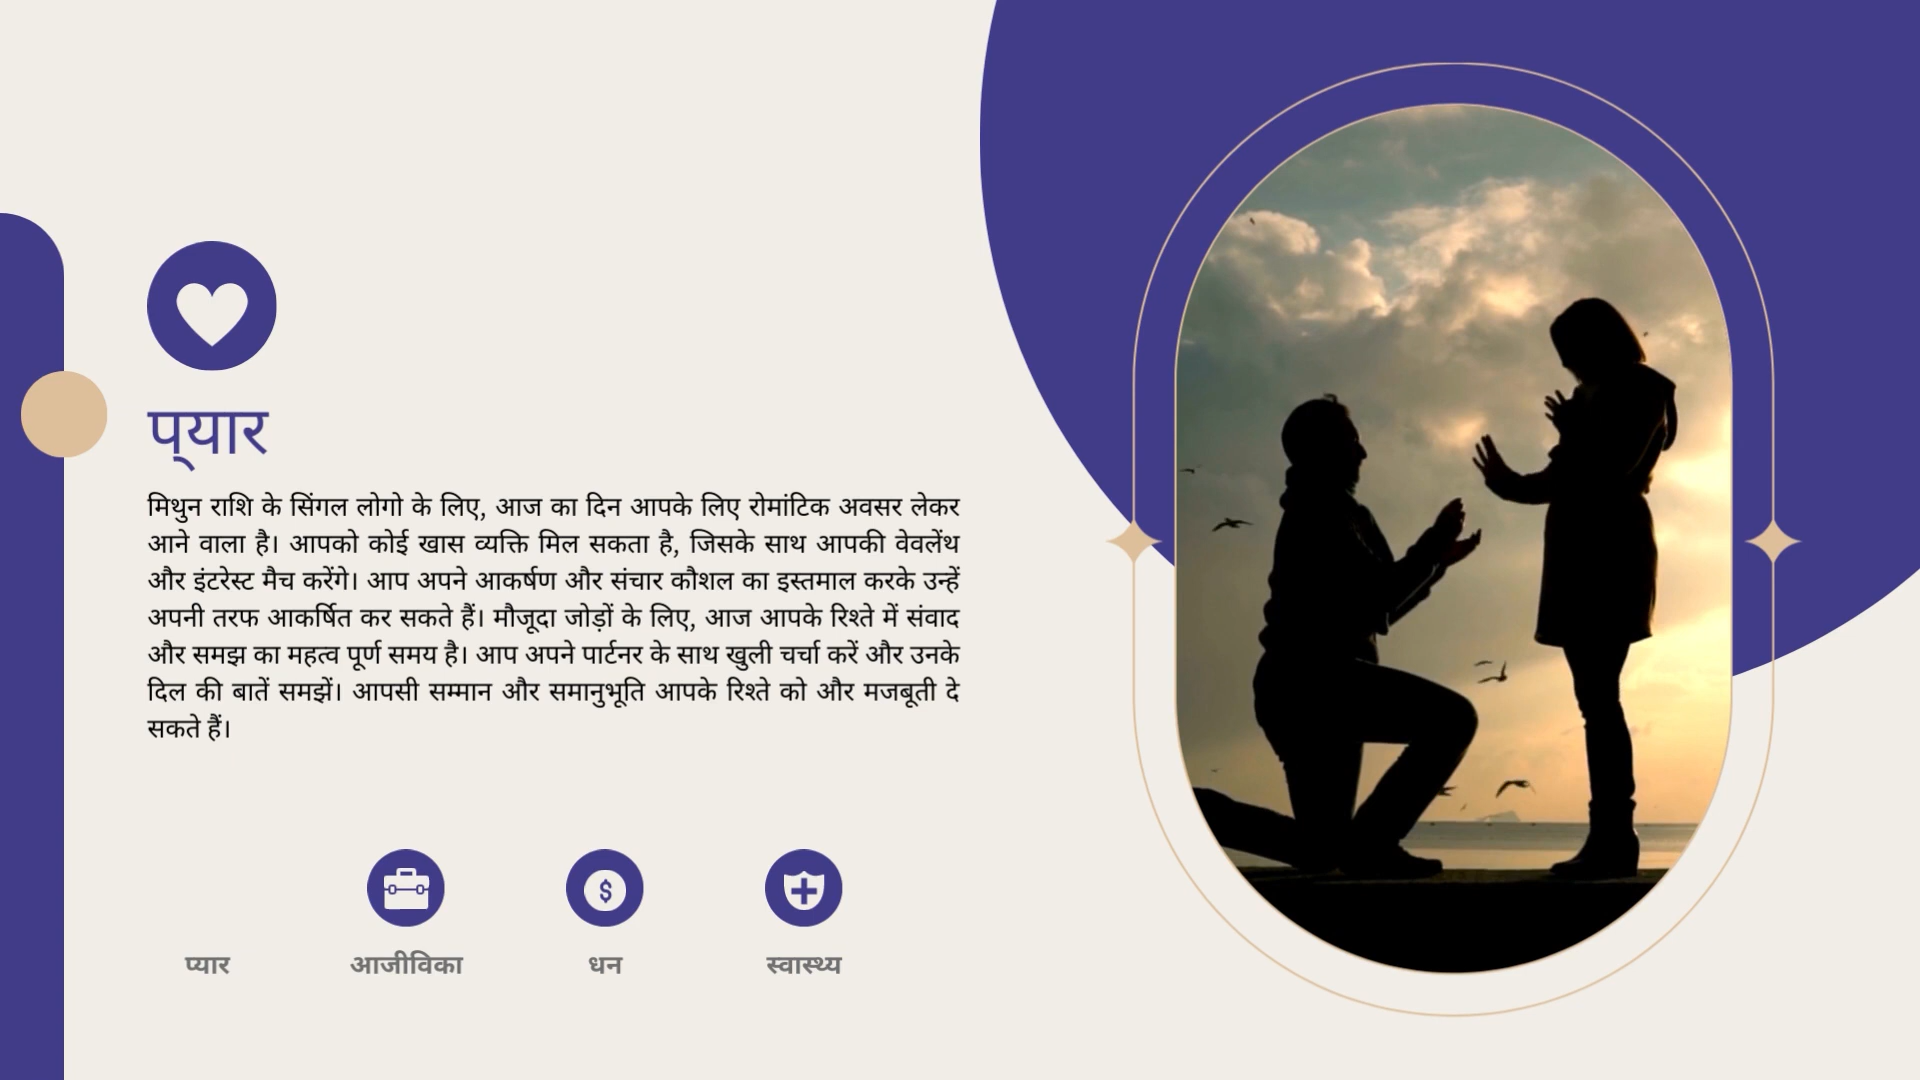 प्‌यार
मिथुन राशि के सिंगल लोगो के लिए, आज का दिन आपके लिए रोमांटिक अवसर लेकर
आने वाला है। आपको कोई खास व्यक्ति मिल सकता है, जिसके साथ आपकी वेवलेंथ
और इंटरेस्ट मैच करेंगे। आप अपने आकर्षण और संचार कौशल का इस्तमाल करके उन्हें
अपनी तरफ आकर्षित कर सकते हैं। मौजूदा जोड़ों के लिए, आज आपके रिश्ते में संवाद
और समझ का महत्व पूर्ण समय है। आप अपने पार्टनर के साथ खुली चर्चा करें और उनके
दिल की बातें समझें। आपसी सम्मान और समानुभूति आपके रिश्ते को और मजबूती दे
सकते हैं।
प्यार आजीविका धन स्वास्थ्य